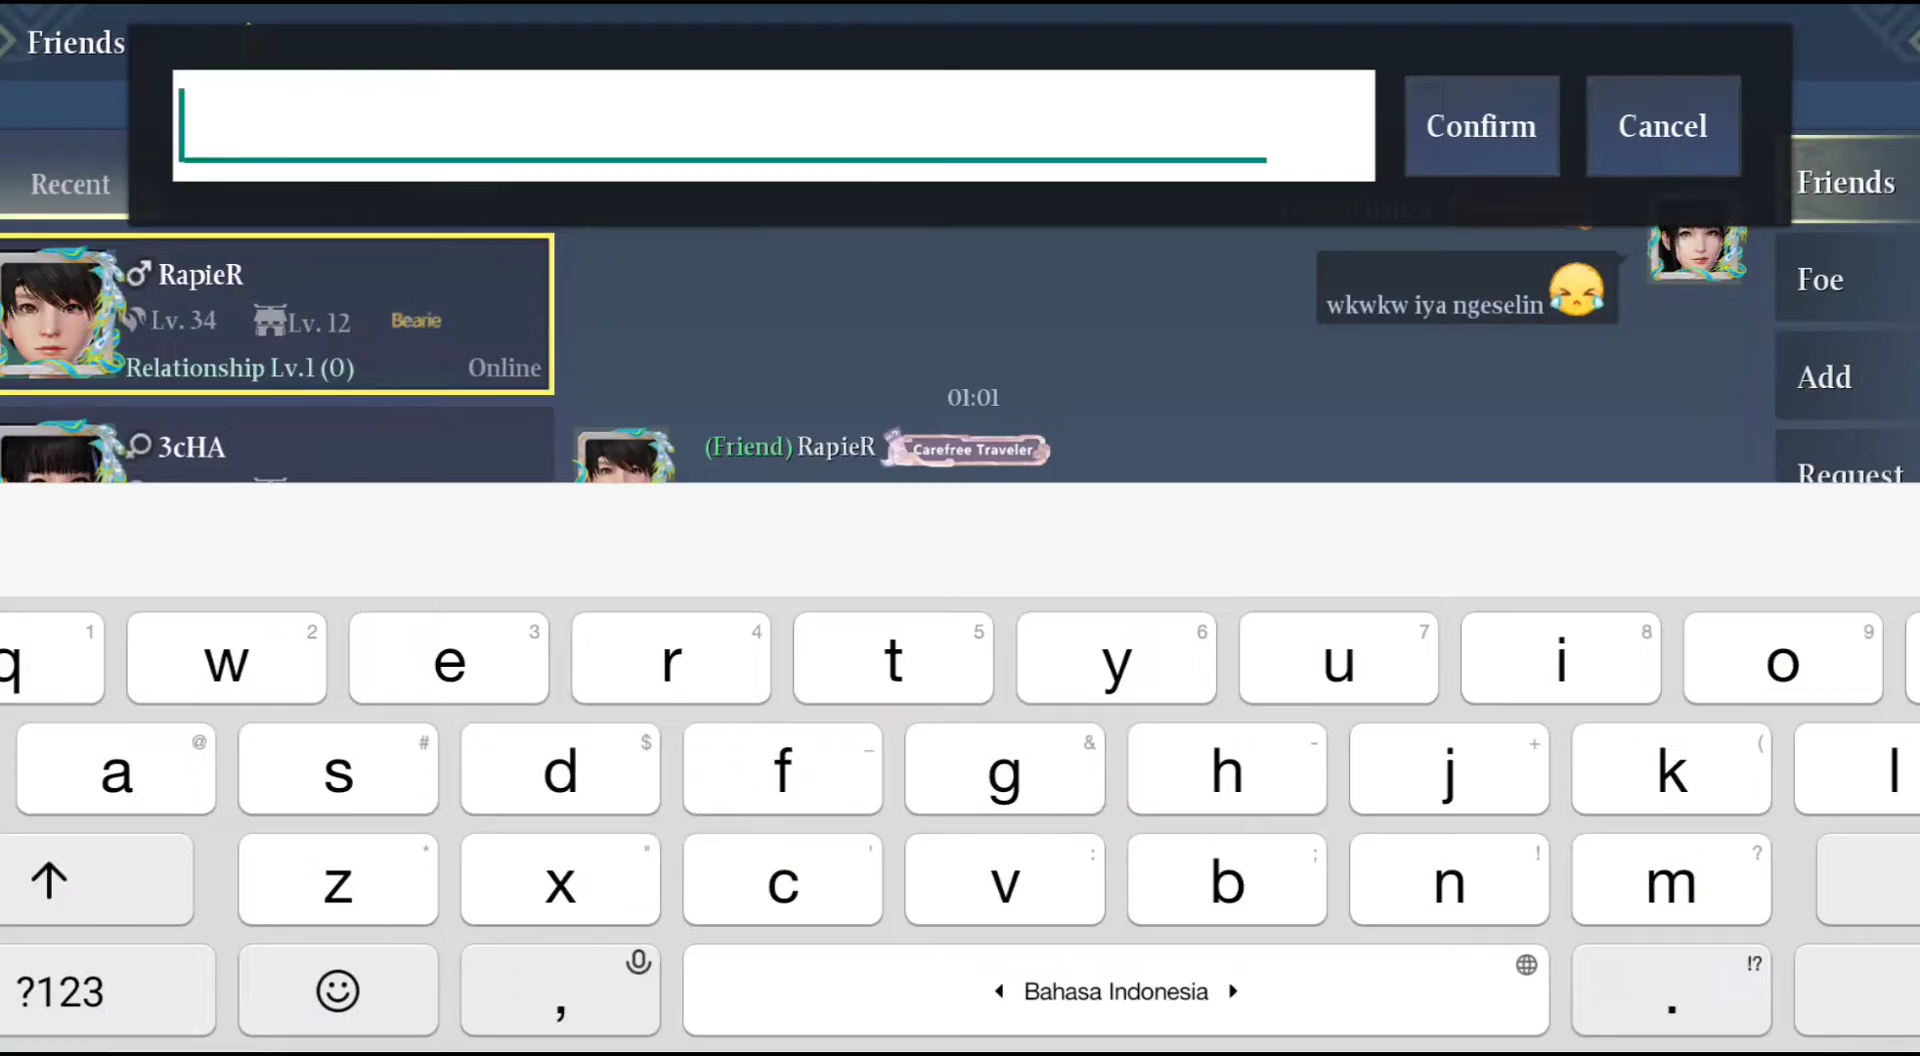 Friends
Confirm
Cancel
Recent
Friends
RapieR
Lv. 34
Lv. 12
Bearie
Relationship Lv.1 (0)
Online
wkwkw iya ngeselin
Foe
01:01
Add
3cHA
(Friend) RapieR
Carefree Traveler
Request
q 1 w 2 e 3 r 4 t 5 y 6 u 7 i 8 o 9
a @ s # d $ f _ g & h - j + k ( l
z * x " c ' v : b ; n ! m ?
?123 , Bahasa Indonesia . !?